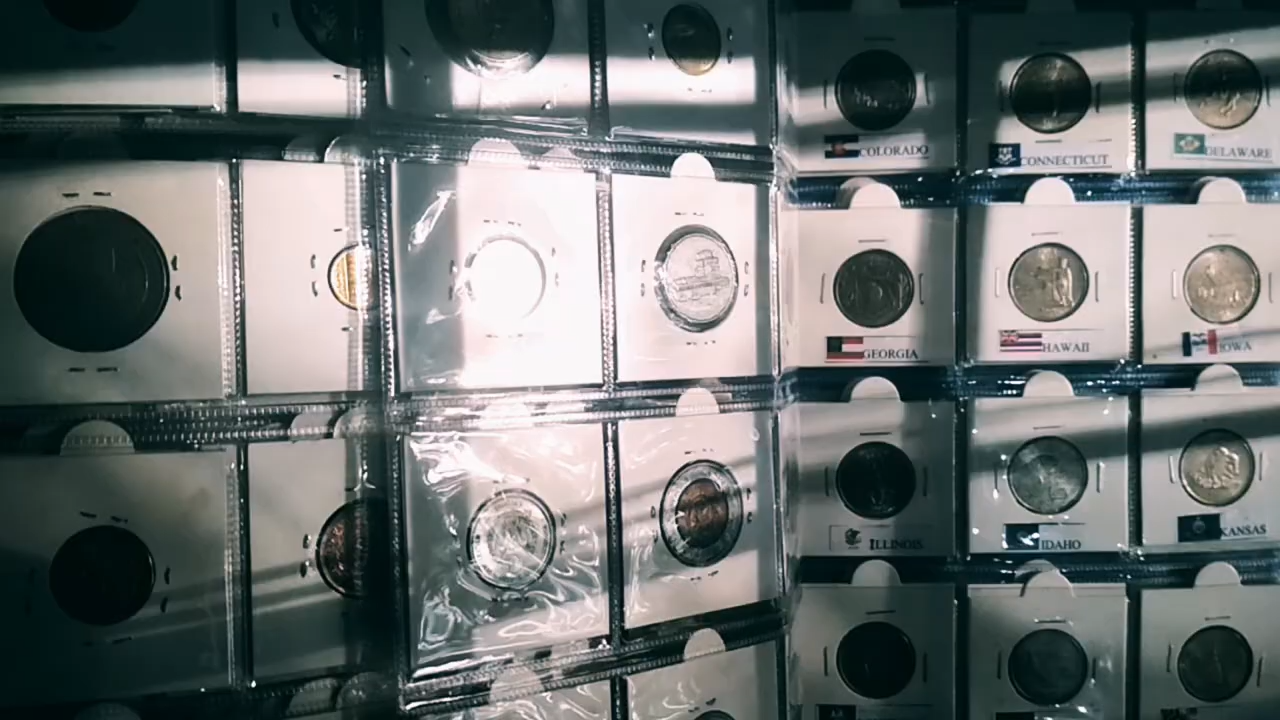 COLORADO
CONNECTICUT
DELAWARE
GEORGIA
HAWAII
IOWA
ILLINOIS
IDAHO
KANSAS